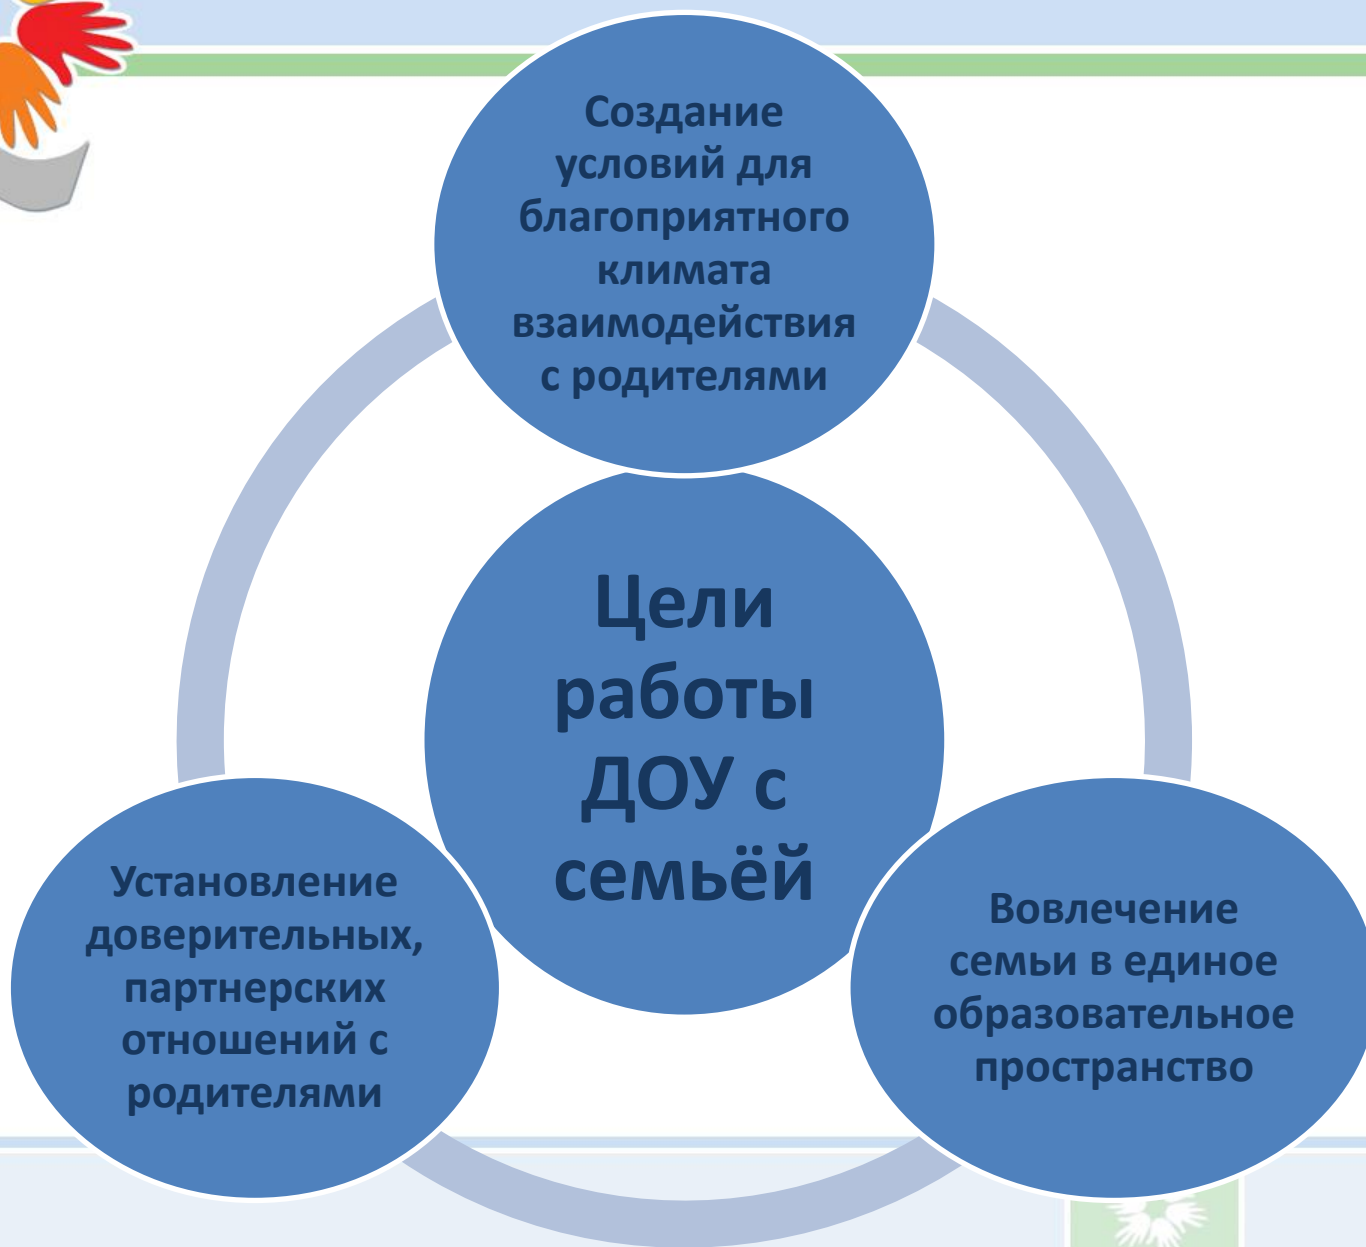 Создание
условий для
благоприятного
климата
взаимодействия
с родителями
Цели
работы
ДОУ с
семьёй
Установление
доверительных,
партнерских
отношений с
родителями
Вовлечение
семьи в единое
образовательное
пространство